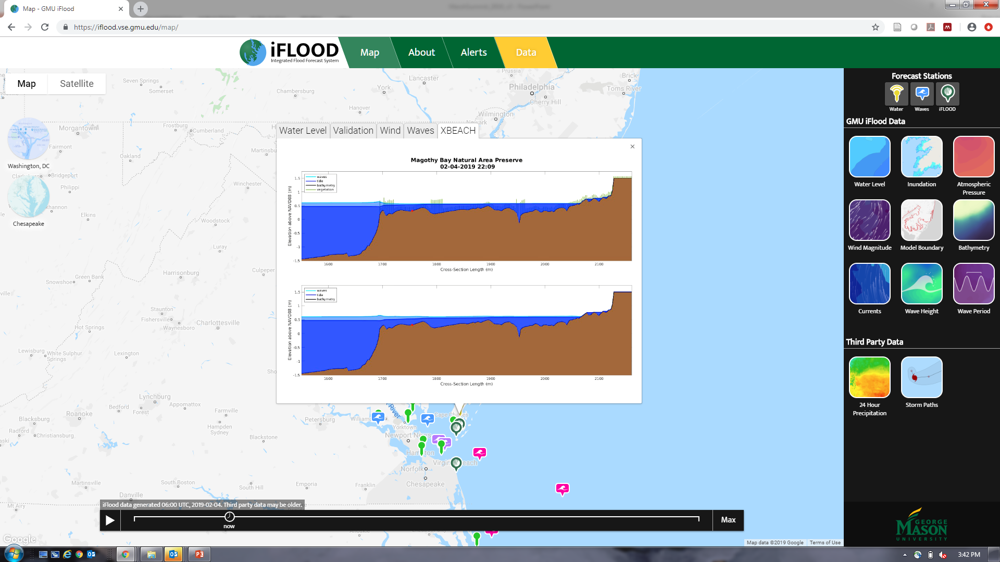 Map - GMU iFlood
https://iflood.vse.gmu.edu/map/
iFLOOD
Integrated Flood Forecast System
Map
About
Alerts
Data
Map
Satellite
Washington, DC
Chesapeake
Seven Springs
Somerset
Chambersburg
Lancaster
York
Hanover
Prussia
Philadelphia
Cherry Hill
Wilmington
Newark
Brick
Toms River
Morgantown
Frostburg
Cumberland
Fairmont
Oakland
Martinsbu
Bridgeport
Philippi
Winchester
Elkins
Woodstock
Luray
Culpeper
Harrisonburg
Green Bank
Snowshoe
Staunton
Fishersville
Waynesboro
Charlottesville
Hot Springs
Lewisburg
White Sulphur
Springs
Lexington
Sho
Lynchburg
Bedford
Forest
Appomattox
Farmville
Roanoke
Blacksburg
Radford
Christiansburg
Hampden
Sydney
Blackstone
Petersburg
Williams
River
Yorktown
Newport News
Hampton
Cape Charles
Virginia Beach
Norfolk
Chesapeake
Martinsville
Danville
South Boston
South Hill
Emporia
Franklin
Mt Airy
Water Level
Validation
Wind
Waves
XBEACH
Magothy Bay Natural Area Preserve
02-04-2019 22:09
waves
tide
bathymetry
vegetation
Elevation above NAVD88 (m)
1.5
1
0.5
0
-0.5
-1
-1.5
1600 1700 1800 1900 2000 2100
Cross-Section Length (m)
waves
tide
bathymetry
Elevation above NAVD88 (m)
1.5
1
0.5
0
-0.5
-1
-1.5
1600 1700 1800 1900 2000 2100
Cross-Section Length (m)
Forecast Stations
Water
Waves
iFLOOD
GMU iFlood Data
Water Level
Inundation
Atmospheric
Pressure
Wind Magnitude
Model Boundary
Bathymetry
Currents
Wave Height
Wave Period
Third Party Data
24 Hour
Precipitation
Storm Paths
GEORGE
MASON
UNIVERSITY
iFlood data generated 06:00 UTC, 2019-02-04. Third party data may be older.
now
Max
Google
Map data ©2019 Google
Terms of Use
3:42 PM